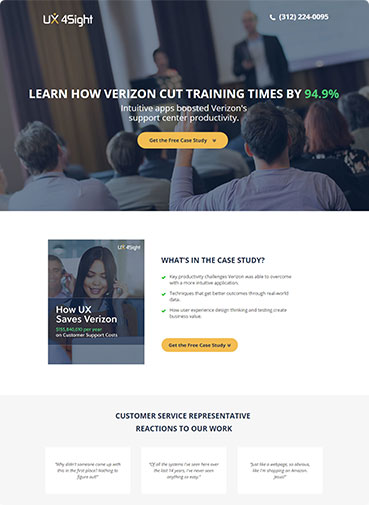 UX 4Sight
(312) 224-0095
LEARN HOW VERIZON CUT TRAINING TIMES BY 94.9%
Intuitive apps boosted Verizon's
support center productivity.
Get the Free Case Study
UX 4Sight
WHAT'S IN THE CASE STUDY?
Key productivity challenges Verizon was able to overcome
with a more intuitive application.
Techniques that get better outcomes through real-world
data.
How user experience design thinking and testing create
business value.
How UX
Saves Verizon
per year
on Customer Support Costs
Get the Free Case Study
CUSTOMER SERVICE REPRESENTATIVE
REACTIONS TO OUR WORK
"Why didn't someone come up with
this in the first place? Nothing to
figure out!"
"Of all the systems I've seen here over
the last 14 years, I've never seen
anything so easy."
"Just like a webpage, so obvious,
like I'm shopping on Amazon.
Jesus!"